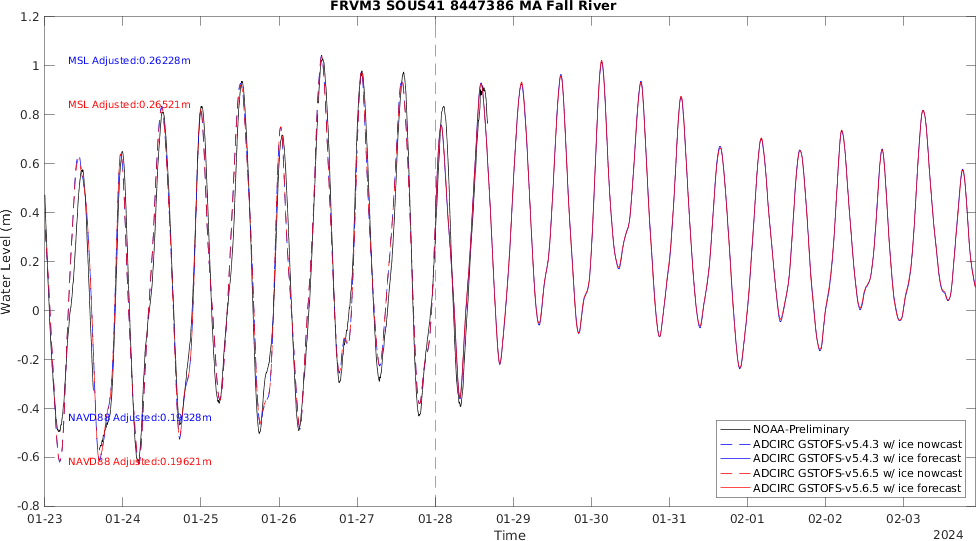 FRVM3 SOUS41 8447386 MA Fall River
1.2
1
0.8
0.6
0.4
0.2
0
-0.2
-0.4
-0.6
-0.8
Water Level (m)
MSL Adjusted:0.26228m
MSL Adjusted:0.26521m
NAVD88 Adjusted:0.19328m
NAVD88 Adjusted:0.19621m
NOAA-Preliminary
ADCIRC GSTOFS-v5.4.3 w/ ice nowcast
ADCIRC GSTOFS-v5.4.3 w/ ice forecast
ADCIRC GSTOFS-v5.6.5 w/ ice nowcast
ADCIRC GSTOFS-v5.6.5 w/ ice forecast
01-23 01-24 01-25 01-26 01-27 01-28 01-29 01-30 01-31 02-01 02-02 02-03
Time
2024